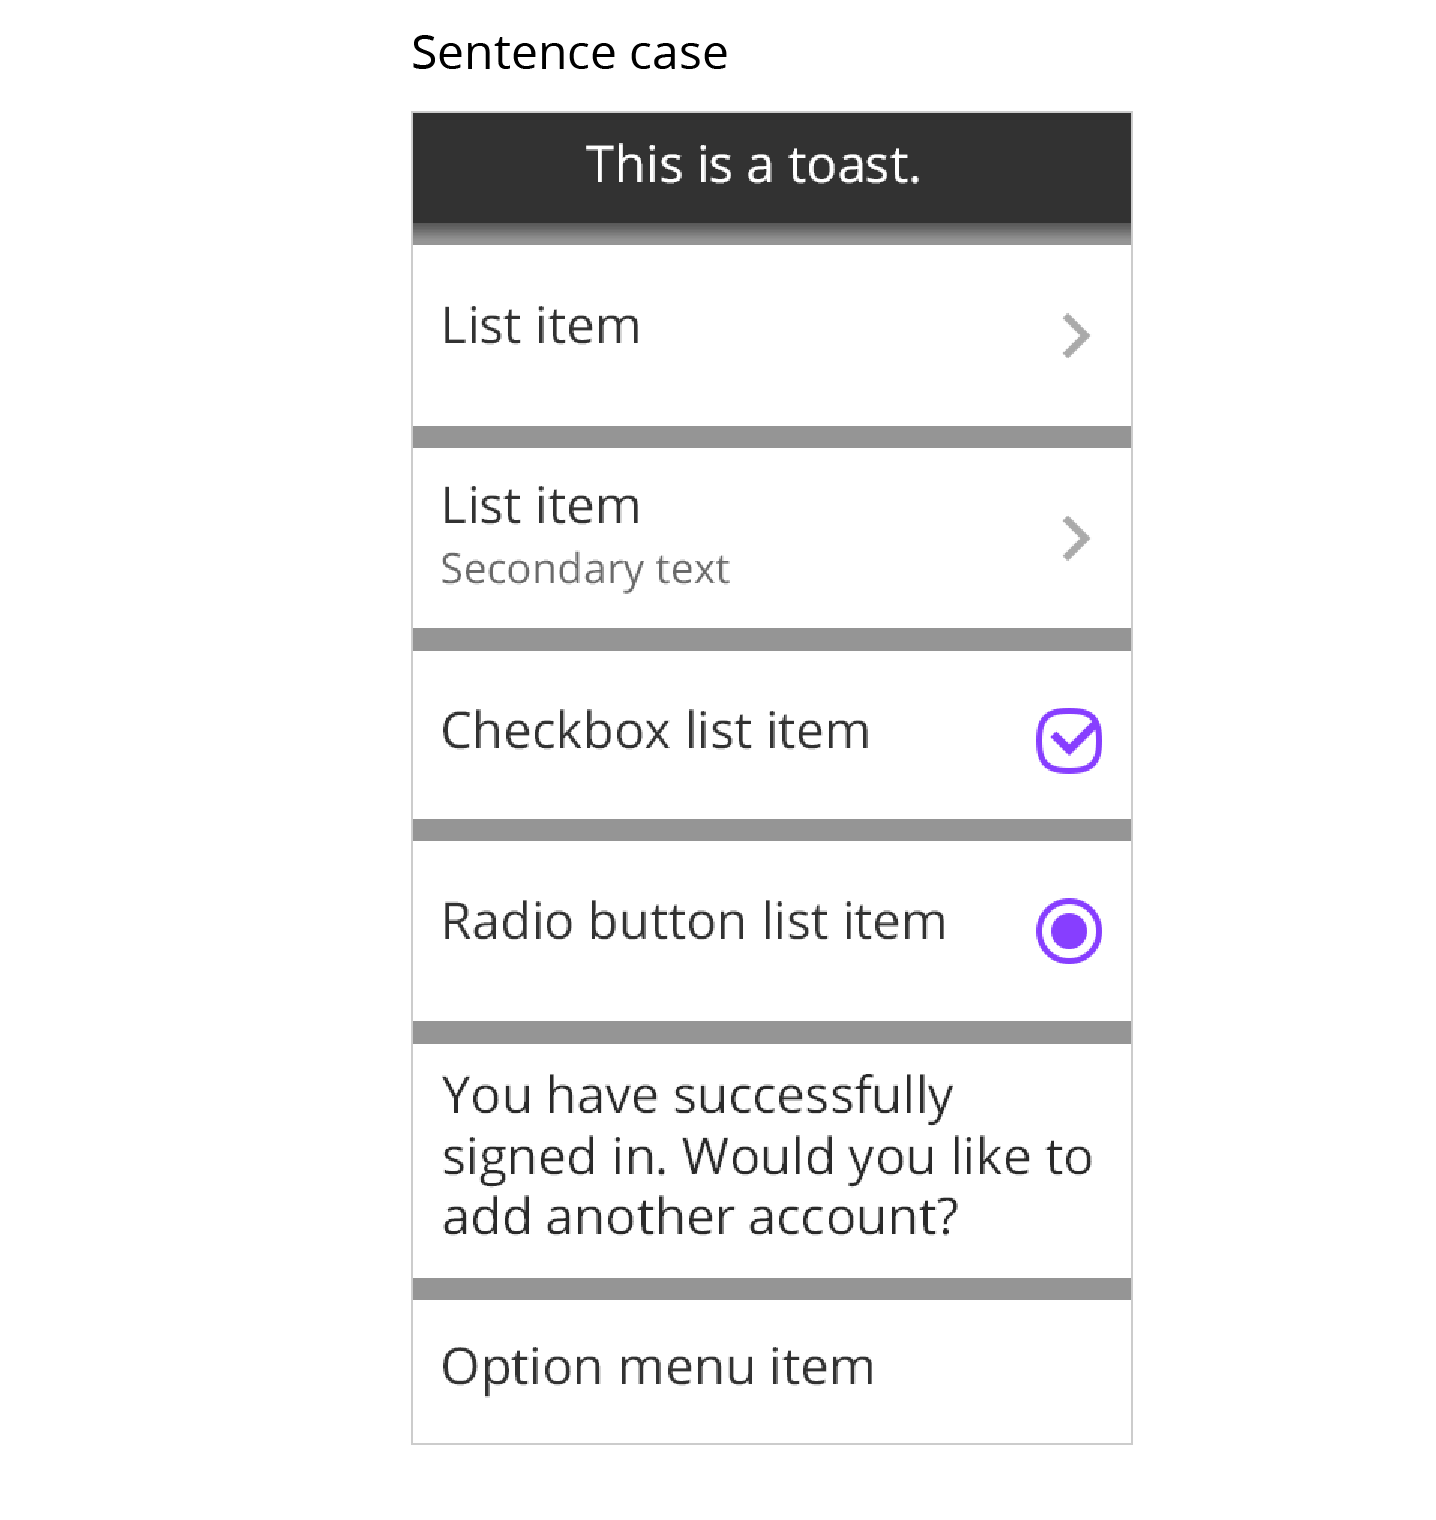 Sentence case
This is a toast.
List item
List item
Secondary text
Checkbox list item
Radio button list item
You have successfully
signed in. Would you like to
add another account?
Option menu item